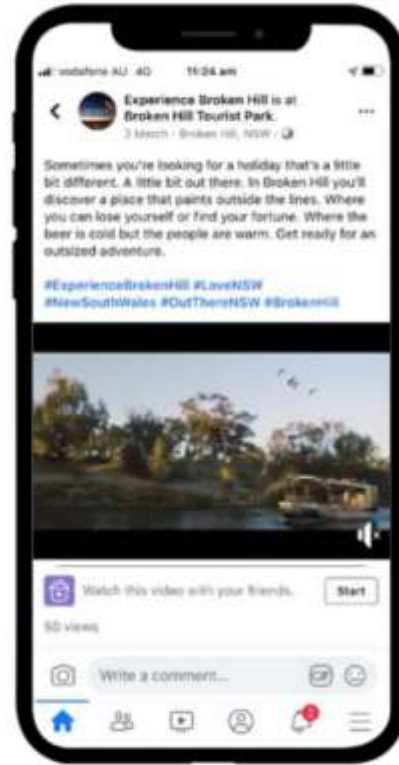 vodafone AU 4G 11:24 am
Experience Broken Hill is at
Broken Hill Tourist Park.
3 March · Broken Hill, NSW ·
Sometimes you're looking for a holiday that's a little
bit different. A little bit out there. In Broken Hill you'll
discover a place that paints outside the lines. Where
you can lose yourself or find your fortune. Where the
beer is cold but the people are warm. Get ready for an
outsized adventure.
#ExperienceBrokenHill #LoveNSW
#NewSouthWales #OutThereNSW #BrokenHill
Watch this video with your friends. Start
50 views
Write a comment... GIF